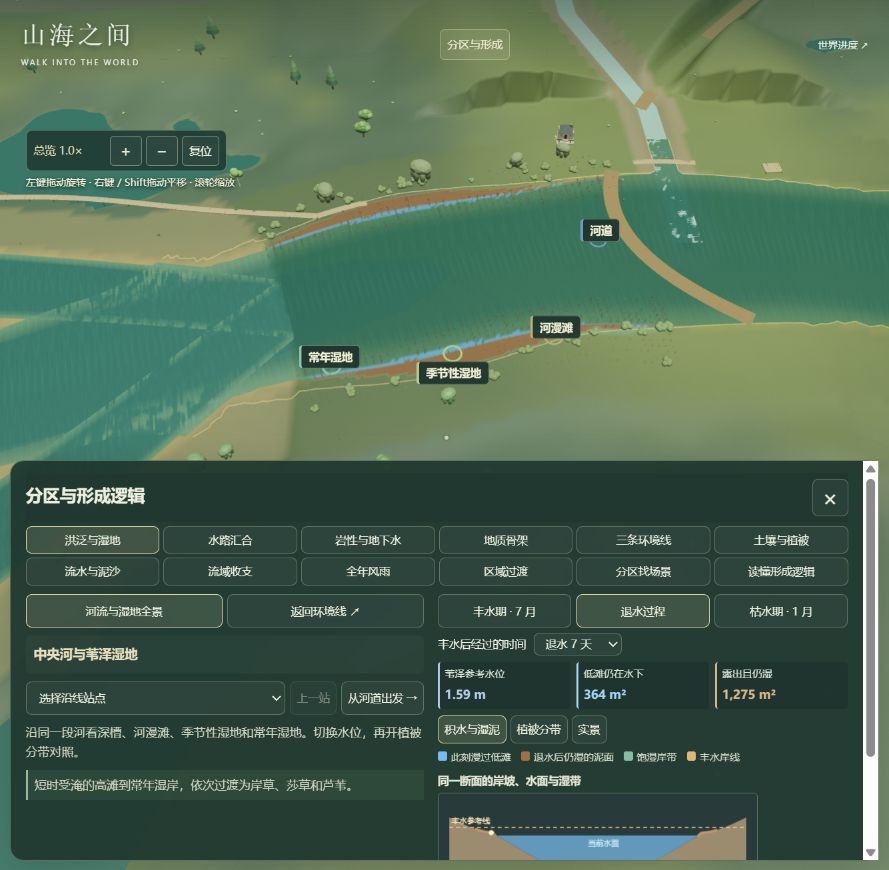 山海之间
WALK INTO THE WORLD
分区与形成
世界进度 ↗
总览 1.0× + − 复位
左键拖动旋转 · 右键 / Shift拖动平移 · 滚轮缩放
河道
河漫滩
常年湿地
季节性湿地
分区与形成逻辑 ×
洪泛与湿地 水路汇合 岩性与地下水 地质骨架 三条环境线 土壤与植被
流水与泥沙 流域收支 全年风雨 区域过渡 分区找场景 读懂形成逻辑
河流与湿地全景 返回环境线 ↗ 丰水期 · 7 月 退水过程 枯水期 · 1 月
中央河与苇泽湿地
选择沿线站点 上一站 从河道出发 →
沿同一段河看深槽、河漫滩、季节性湿地和常年湿地。切换水位，再开植被
分带对照。
短时受淹的高滩到常年湿岸，依次过渡为岸草、莎草和芦苇。
丰水后经过的时间 退水 7 天
苇泽参考水位 低滩仍在水下 露出且仍湿
1.59 m 364 m² 1,275 m²
积水与湿泥 植被分带 实景
此刻漫过低滩 退水后仍湿的泥面 饱湿岸带 丰水岸线
同一断面的岸坡、水面与湿带
丰水参考线
当前水面